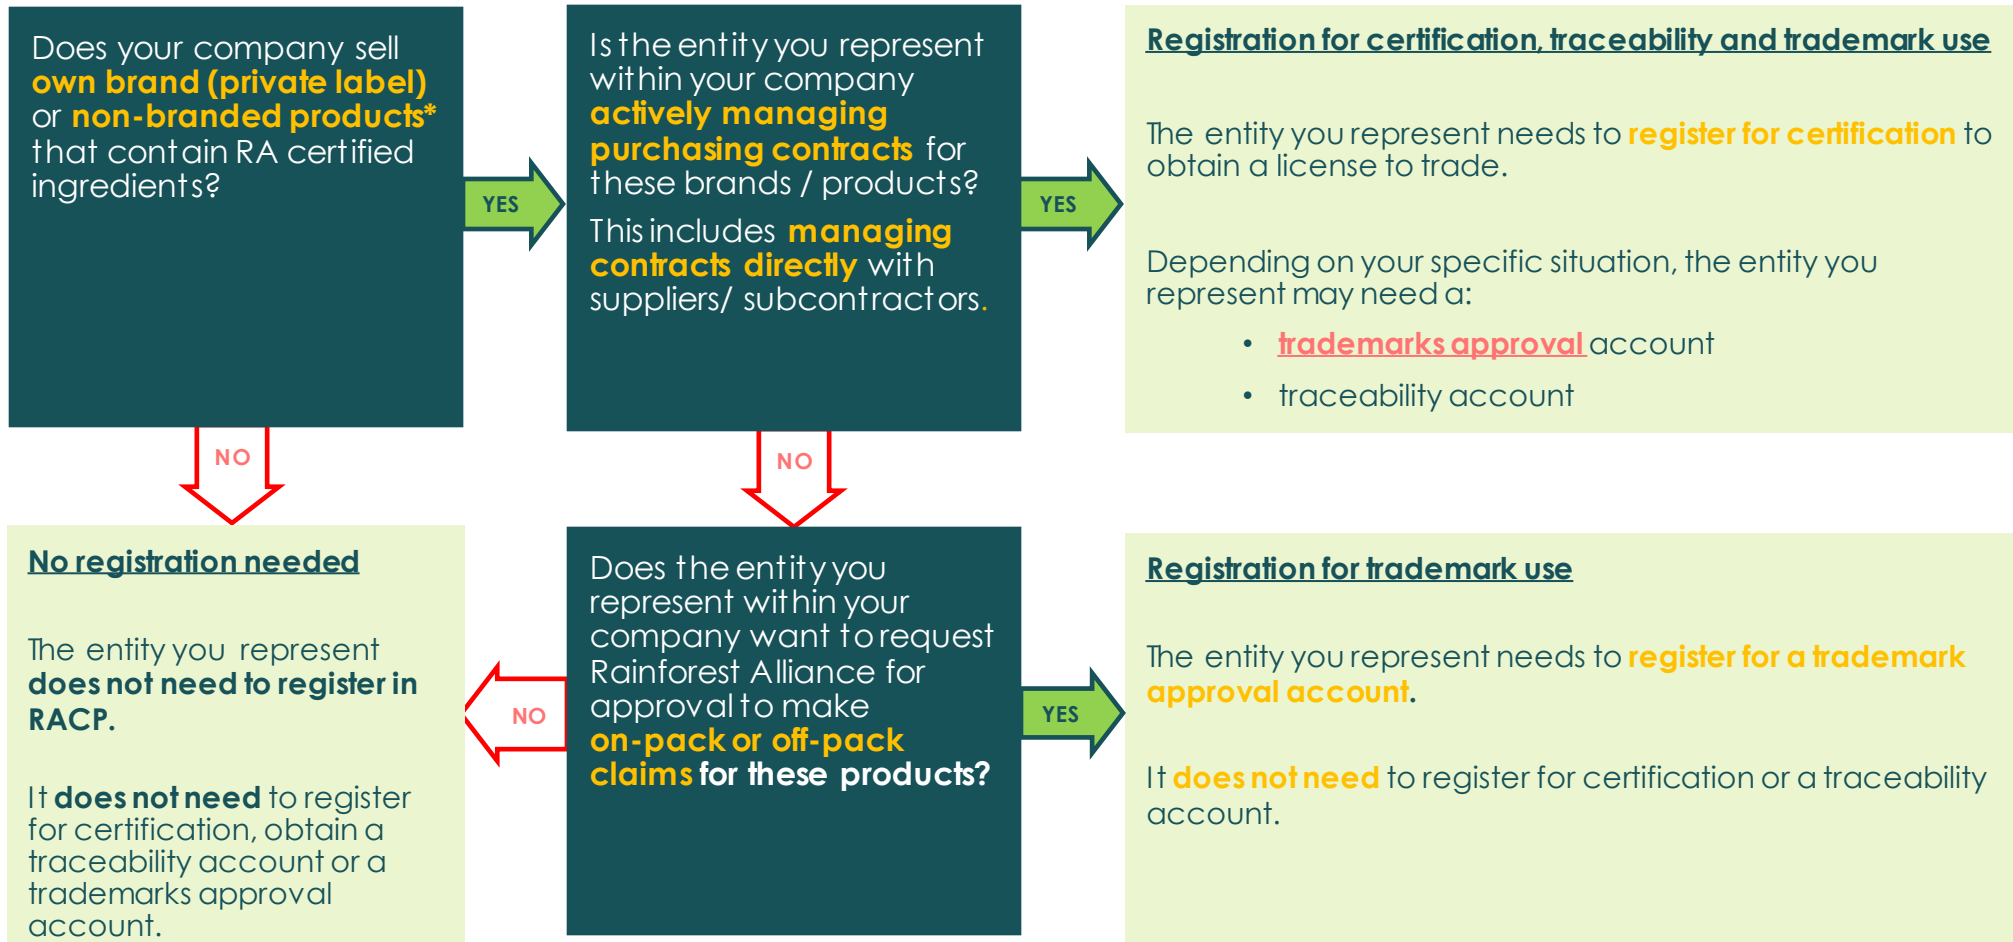 Does your company sell
own brand (private label)
or non-branded products*
that contain RA certified
ingredients?
YES
Is the entity you represent
within your company
actively managing
purchasing contracts for
these brands / products?
This includes managing
contracts directly with
suppliers/ subcontractors.
YES
Registration for certification, traceability and trademark use
The entity you represent needs to register for certification to
obtain a license to trade.
Depending on your specific situation, the entity you
represent may need a:
• trademarks approval account
• traceability account
NO
NO
No registration needed
The entity you represent
does not need to register in
RACP.
It does not need to register
for certification, obtain a
traceability account or a
trademarks approval
account.
NO
Does the entity you
represent within your
company want to request
Rainforest Alliance for
approval to make
on-pack or off-pack
claims for these products?
YES
Registration for trademark use
The entity you represent needs to register for a trademark
approval account.
It does not need to register for certification or a traceability
account.